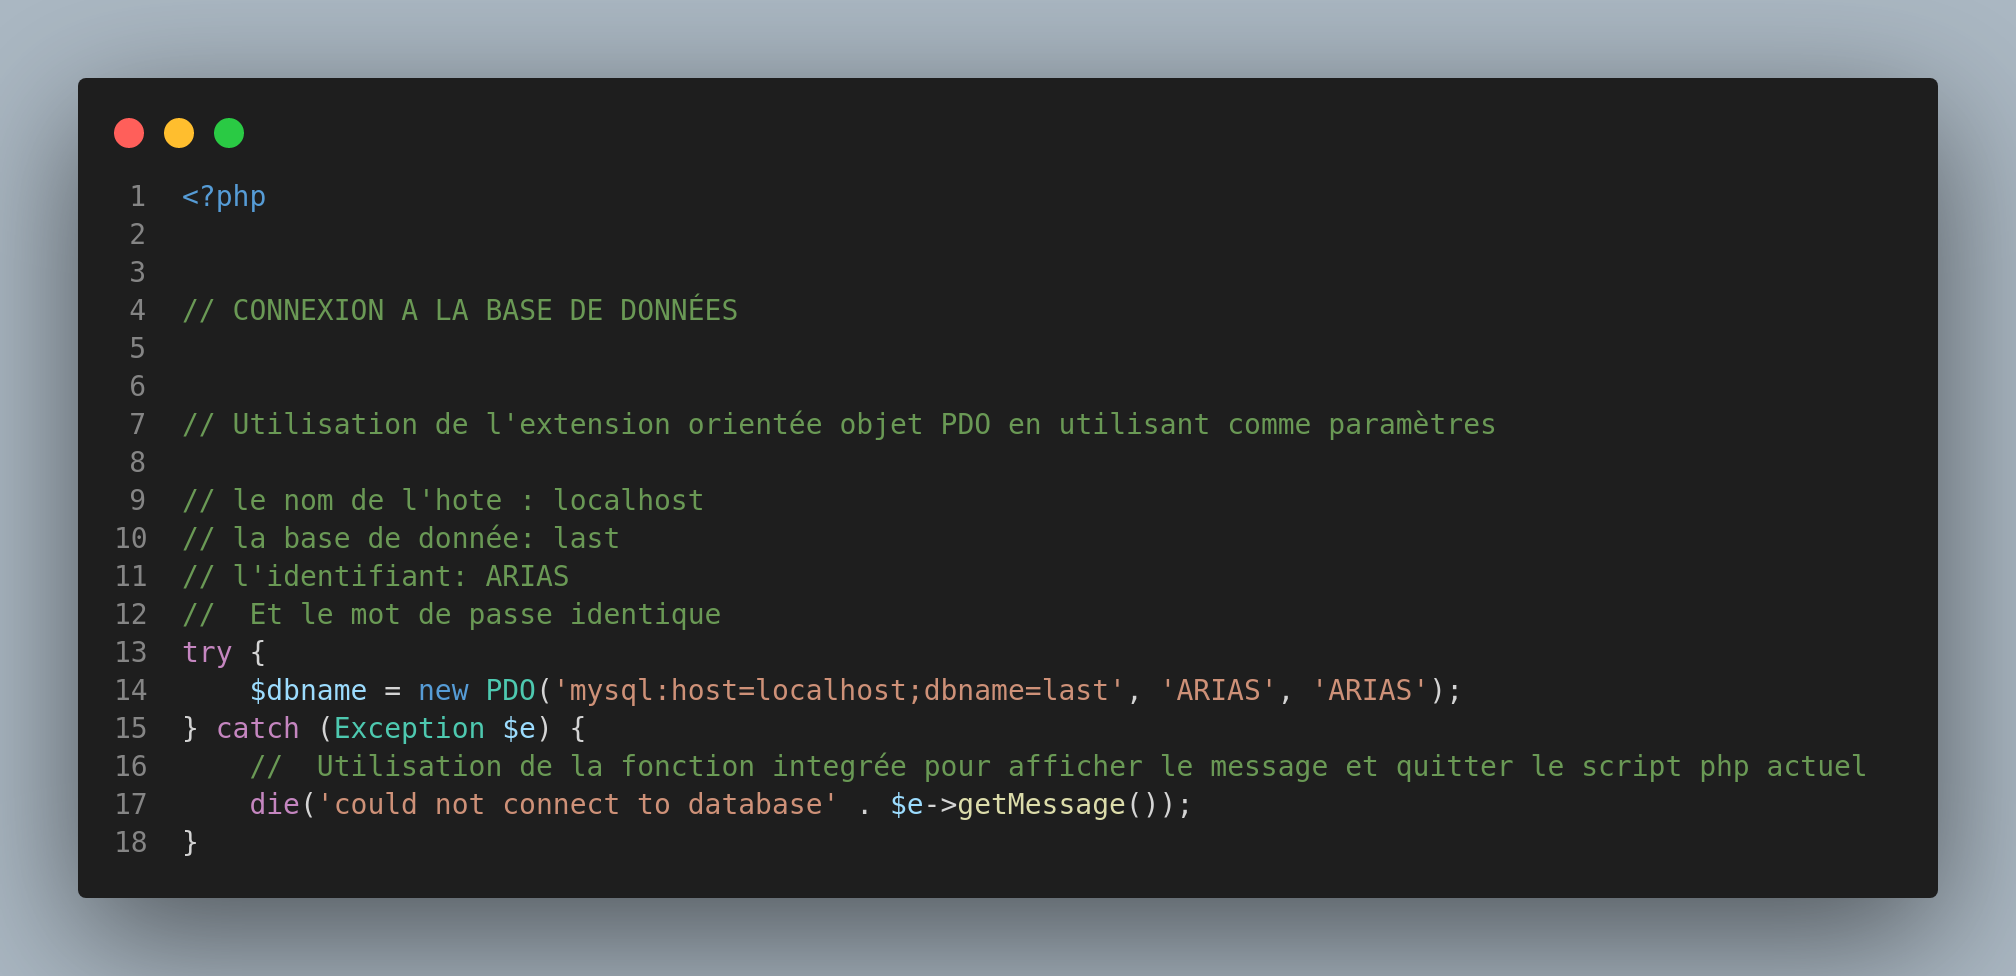 1 <?php
2
3
4 // CONNEXION A LA BASE DE DONNÉES
5
6
7 // Utilisation de l'extension orientée objet PDO en utilisant comme paramètres
8
9 // le nom de l'hote : localhost
10 // la base de donnée: last
11 // l'identifiant: ARIAS
12 //  Et le mot de passe identique
13 try {
14     $dbname = new PDO('mysql:host=localhost;dbname=last', 'ARIAS', 'ARIAS');
15 } catch (Exception $e) {
16     //  Utilisation de la fonction integrée pour afficher le message et quitter le script php actuel
17     die('could not connect to database' . $e->getMessage());
18 }